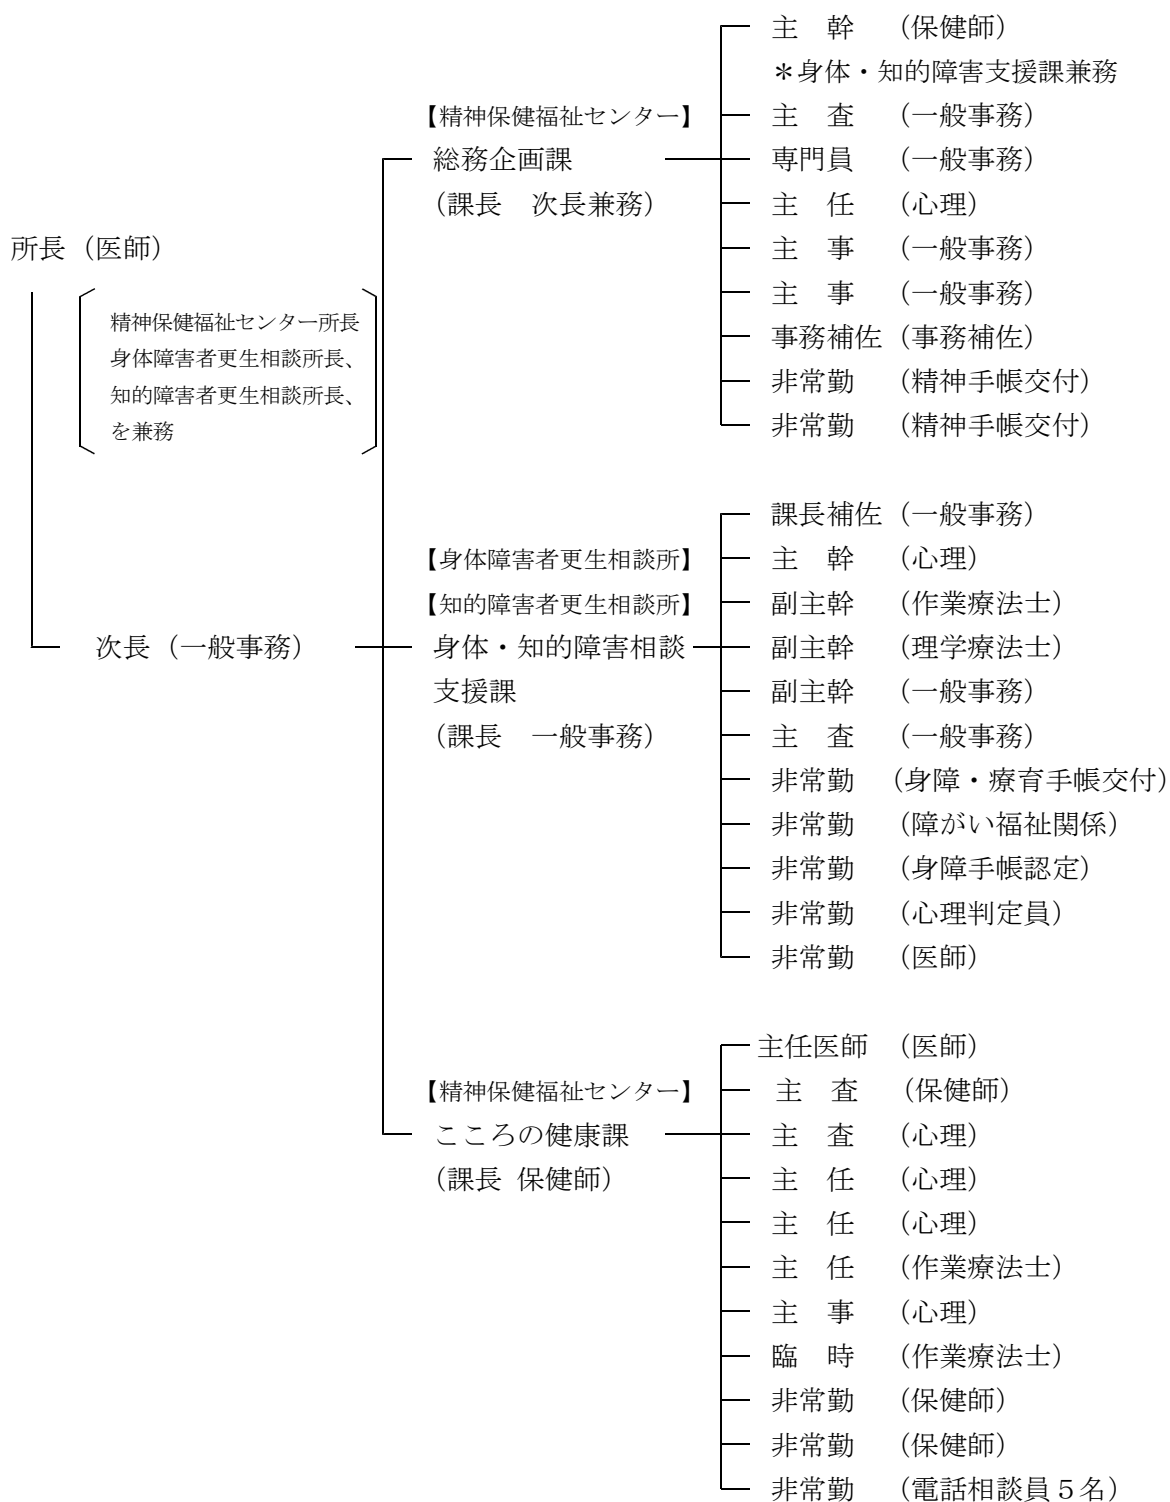 主　幹　（保健師）
＊身体・知的障害支援課兼務
【精神保健福祉センター】　主　査　（一般事務）
総務企画課　専門員　（一般事務）
（課長　次長兼務）　主　任　（心理）
所長（医師）　主　事　（一般事務）
主　事　（一般事務）
精神保健福祉センター所長
身体障害者更生相談所長、　事務補佐（事務補佐）
知的障害者更生相談所長、　非常勤　（精神手帳交付）
を兼務　非常勤　（精神手帳交付）
課長補佐（一般事務）
【身体障害者更生相談所】　主　幹　（心理）
【知的障害者更生相談所】　副主幹　（作業療法士）
次長（一般事務）　身体・知的障害相談　副主幹　（理学療法士）
支援課　副主幹　（一般事務）
（課長　一般事務）　主　査　（一般事務）
非常勤　（身障・療育手帳交付）
非常勤　（障がい福祉関係）
非常勤　（身障手帳認定）
非常勤　（心理判定員）
非常勤　（医師）
主任医師　（医師）
【精神保健福祉センター】　主　査　（保健師）
こころの健康課　主　査　（心理）
（課長 保健師）　主　任　（心理）
主　任　（心理）
主　任　（作業療法士）
主　事　（心理）
臨　時　（作業療法士）
非常勤　（保健師）
非常勤　（保健師）
非常勤　（電話相談員５名）